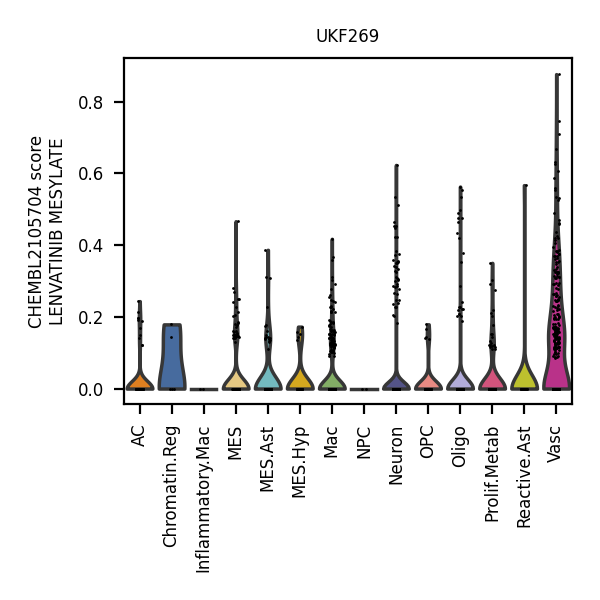 UKF269
CHEMBL2105704 score
LENVATINIB MESYLATE
0.8
0.6
0.4
0.2
0.0
AC
Chromatin.Reg
Inflammatory.Mac
MES
MES.Ast
MES.Hyp
Mac
NPC
Neuron
OPC
Oligo
Prolif.Metab
Reactive.Ast
Vasc